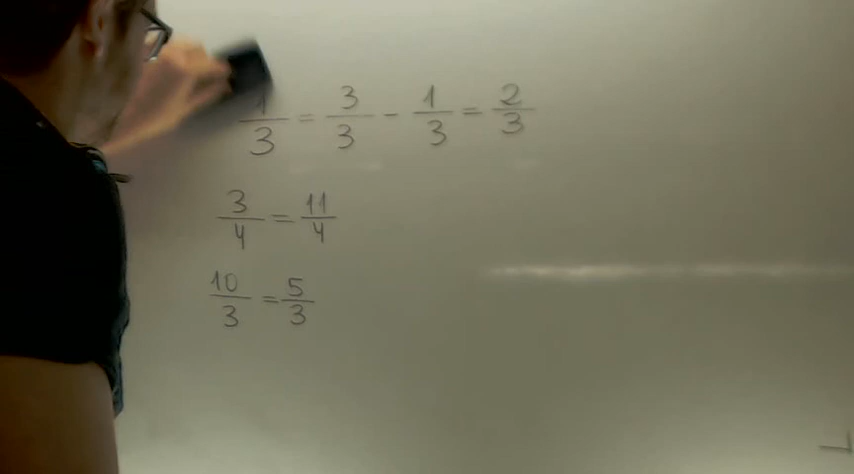 1/3 = 3/3 - 1/3 = 2/3
3/4 = 11/4
10/3 = 5/3